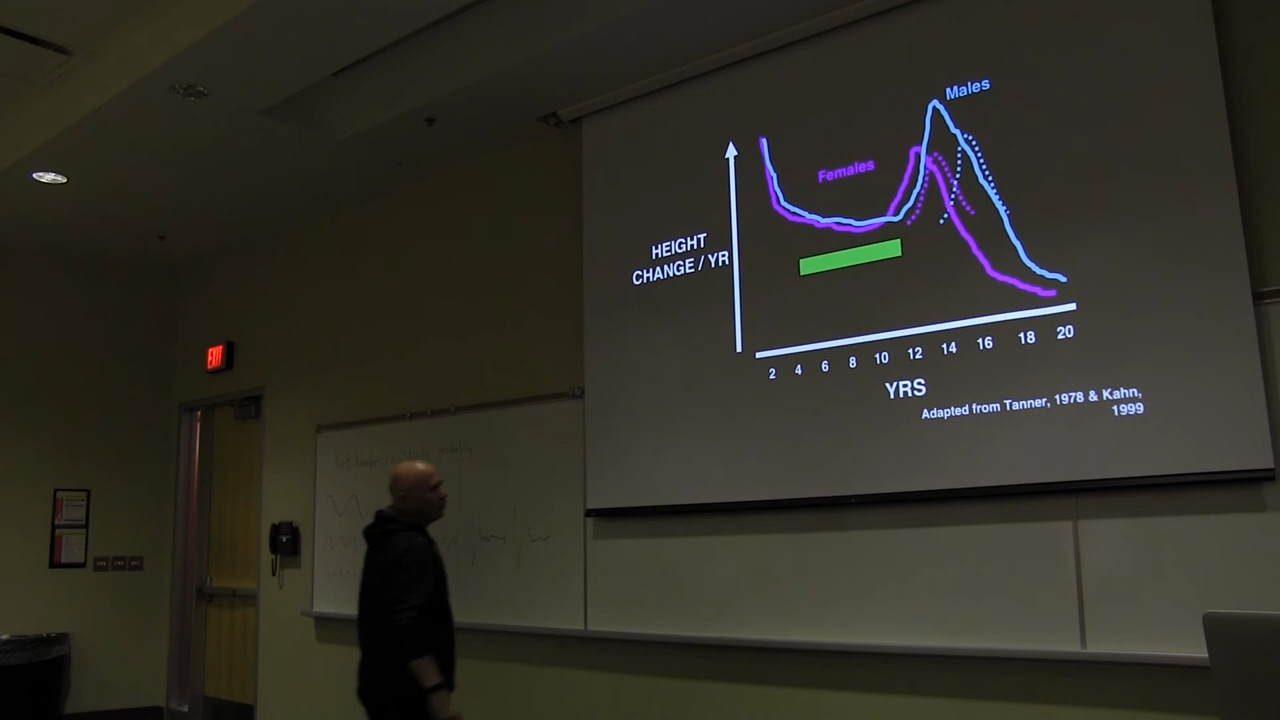 Males
Females
HEIGHT
CHANGE / YR
2 4 6 8 10 12 14 16 18 20
YRS
Adapted from Tanner, 1978 & Kahn,
1999
EXIT